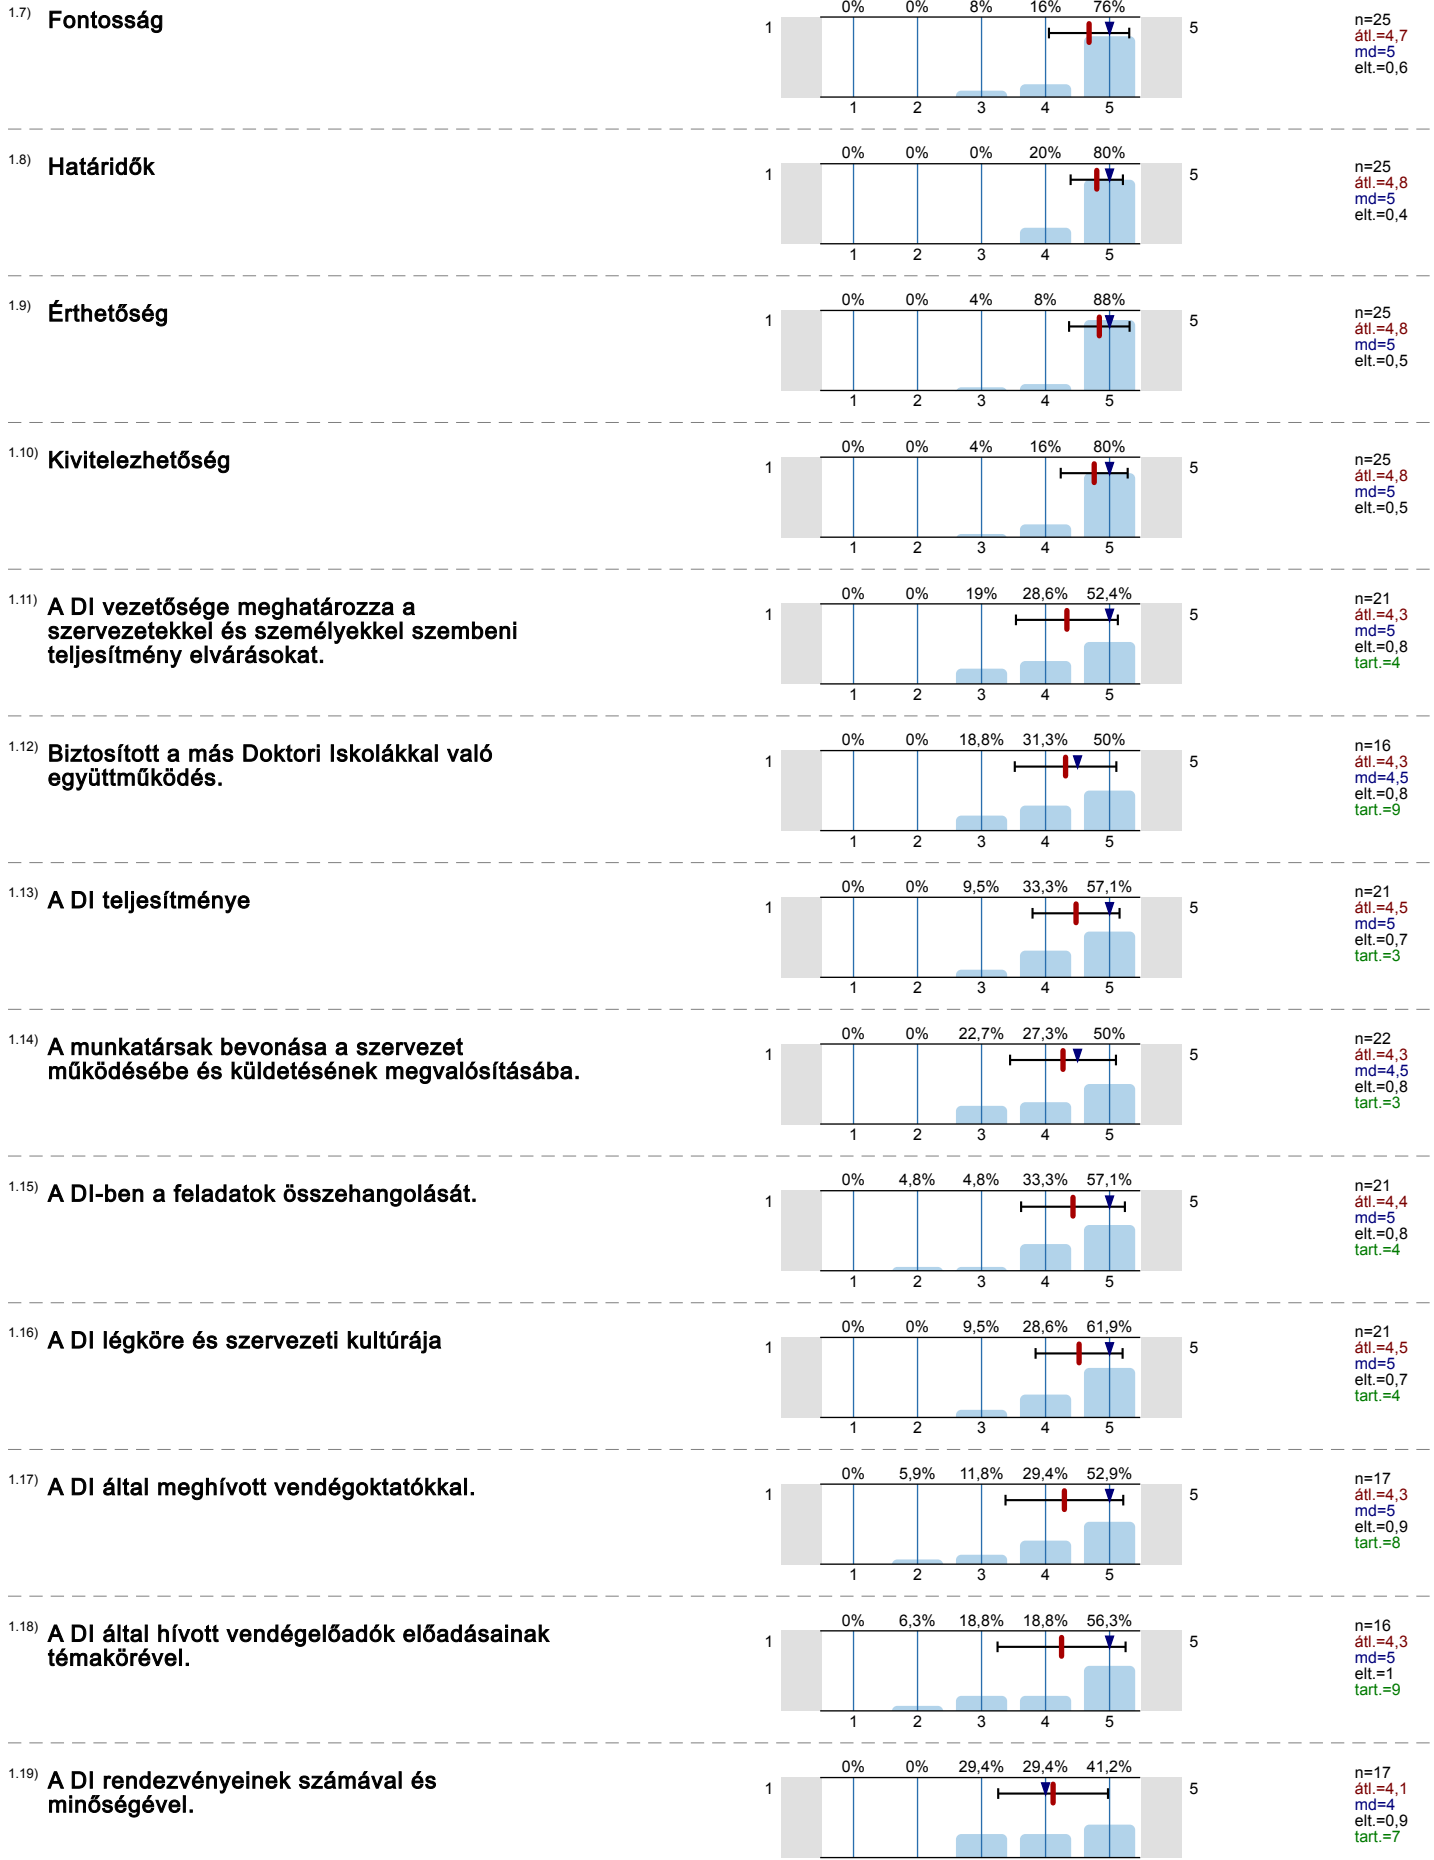 1.7) Fontosság
0% 0% 8% 16% 76%
1 5
1 2 3 4 5
n=25
átl.=4,7
md=5
elt.=0,6
1.8) Határidők
0% 0% 0% 20% 80%
1 5
1 2 3 4 5
n=25
átl.=4,8
md=5
elt.=0,4
1.9) Érthetőség
0% 0% 4% 8% 88%
1 5
1 2 3 4 5
n=25
átl.=4,8
md=5
elt.=0,5
1.10) Kivitelezhetőség
0% 0% 4% 16% 80%
1 5
1 2 3 4 5
n=25
átl.=4,8
md=5
elt.=0,5
1.11) A DI vezetősége meghatározza a
szervezetekkel és személyekkel szembeni
teljesítmény elvárásokat.
0% 0% 19% 28,6% 52,4%
1 5
1 2 3 4 5
n=21
átl.=4,3
md=5
elt.=0,8
tart.=4
1.12) Biztosított a más Doktori Iskolákkal való
együttműködés.
0% 0% 18,8% 31,3% 50%
1 5
1 2 3 4 5
n=16
átl.=4,3
md=4,5
elt.=0,8
tart.=9
1.13) A DI teljesítménye
0% 0% 9,5% 33,3% 57,1%
1 5
1 2 3 4 5
n=21
átl.=4,5
md=5
elt.=0,7
tart.=3
1.14) A munkatársak bevonása a szervezet
működésébe és küldetésének megvalósításába.
0% 0% 22,7% 27,3% 50%
1 5
1 2 3 4 5
n=22
átl.=4,3
md=4,5
elt.=0,8
tart.=3
1.15) A DI-ben a feladatok összehangolását.
0% 4,8% 4,8% 33,3% 57,1%
1 5
1 2 3 4 5
n=21
átl.=4,4
md=5
elt.=0,8
tart.=4
1.16) A DI légköre és szervezeti kultúrája
0% 0% 9,5% 28,6% 61,9%
1 5
1 2 3 4 5
n=21
átl.=4,5
md=5
elt.=0,7
tart.=4
1.17) A DI által meghívott vendégoktatókkal.
0% 5,9% 11,8% 29,4% 52,9%
1 5
1 2 3 4 5
n=17
átl.=4,3
md=5
elt.=0,9
tart.=8
1.18) A DI által hívott vendégelőadók előadásainak
témakörével.
0% 6,3% 18,8% 18,8% 56,3%
1 5
1 2 3 4 5
n=16
átl.=4,3
md=5
elt.=1
tart.=9
1.19) A DI rendezvényeinek számával és
minőségével.
0% 0% 29,4% 29,4% 41,2%
1 5
n=17
átl.=4,1
md=4
elt.=0,9
tart.=7